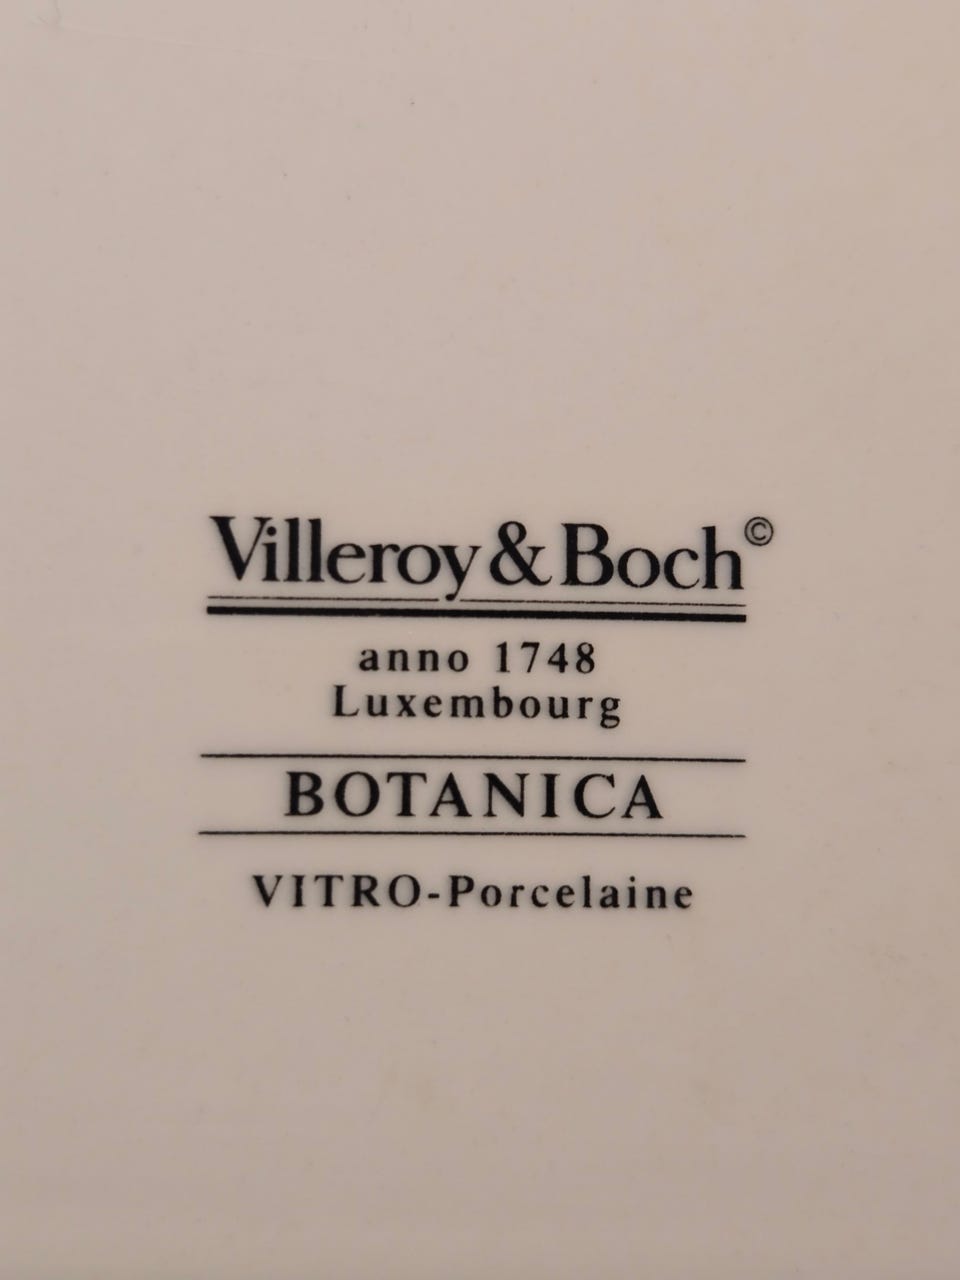 Villeroy & Boch©
anno 1748
Luxembourg
BOTANICA
VITRO-Porcelaine